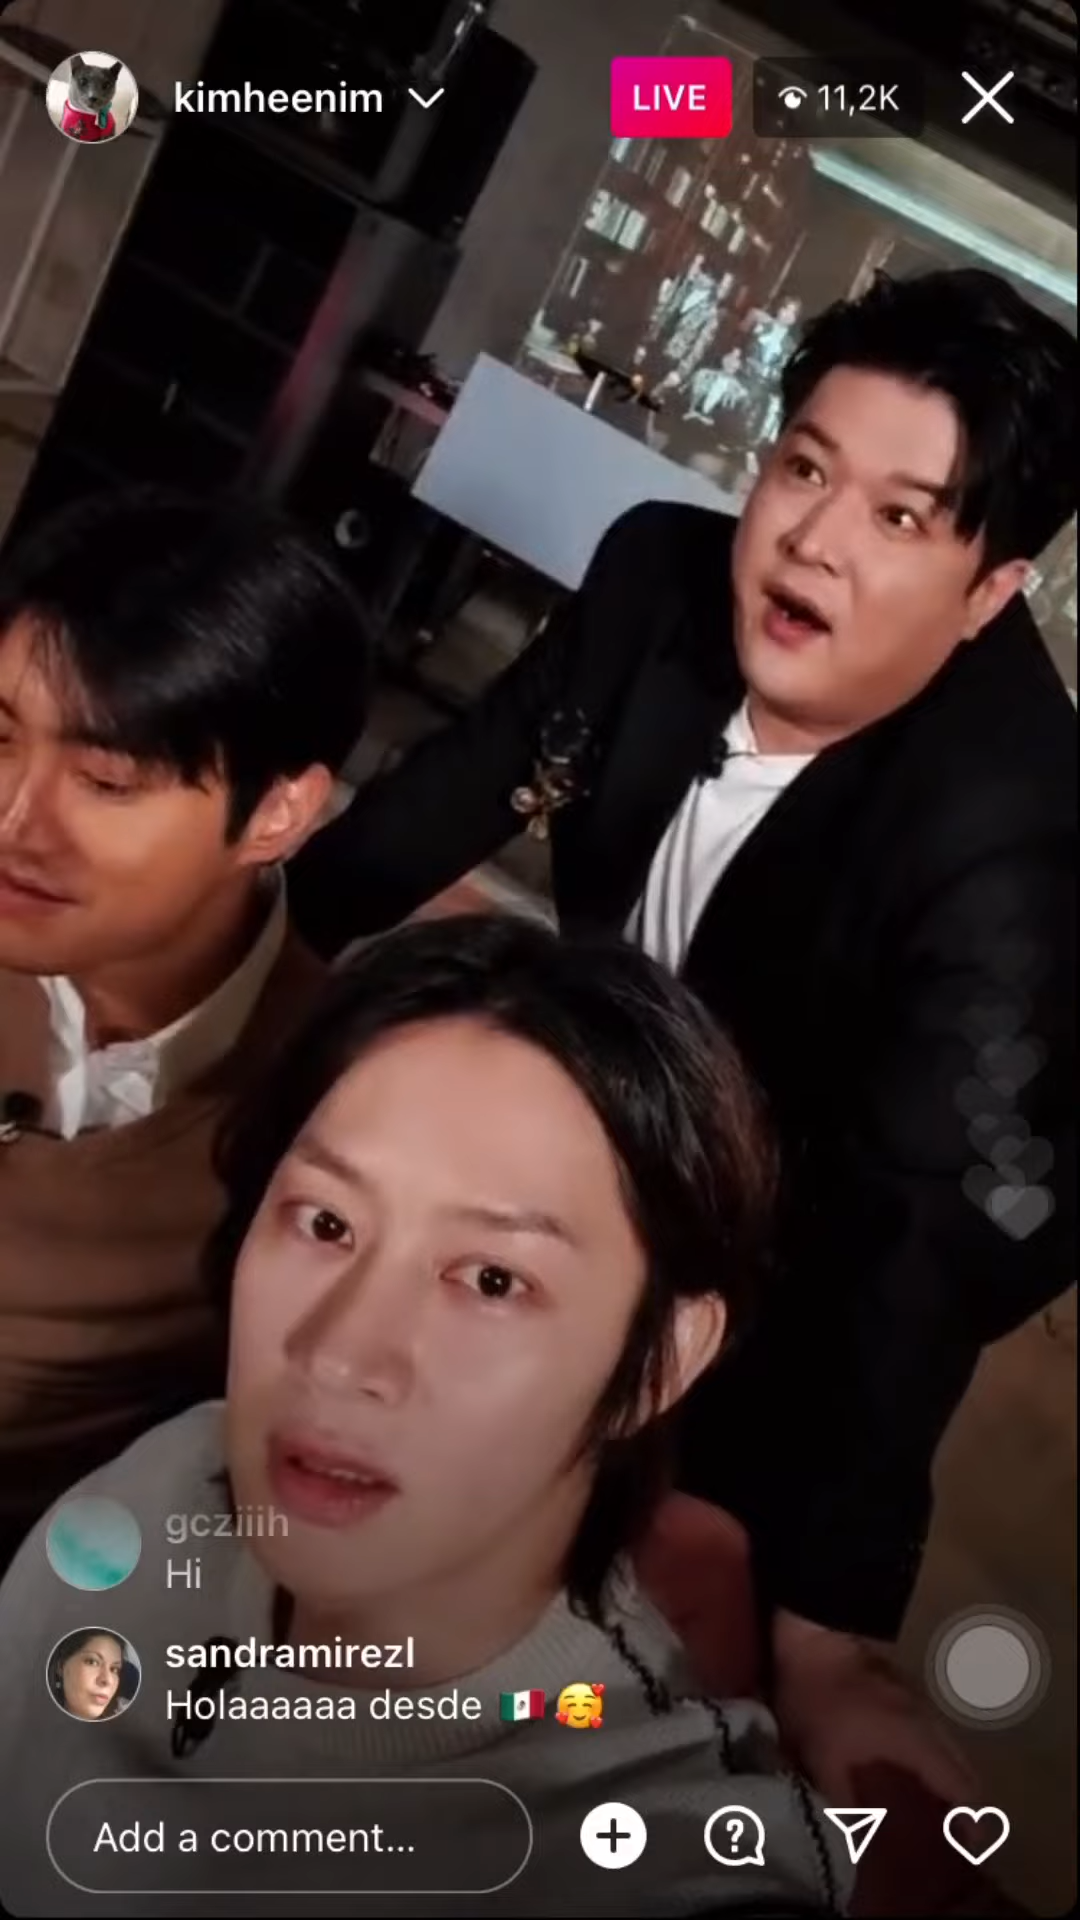 kimheenim
LIVE
11,2K
gcziiih
Hi
sandramirezl
Holaaaaaa desde 🇲🇽 🥰
Add a comment...
?